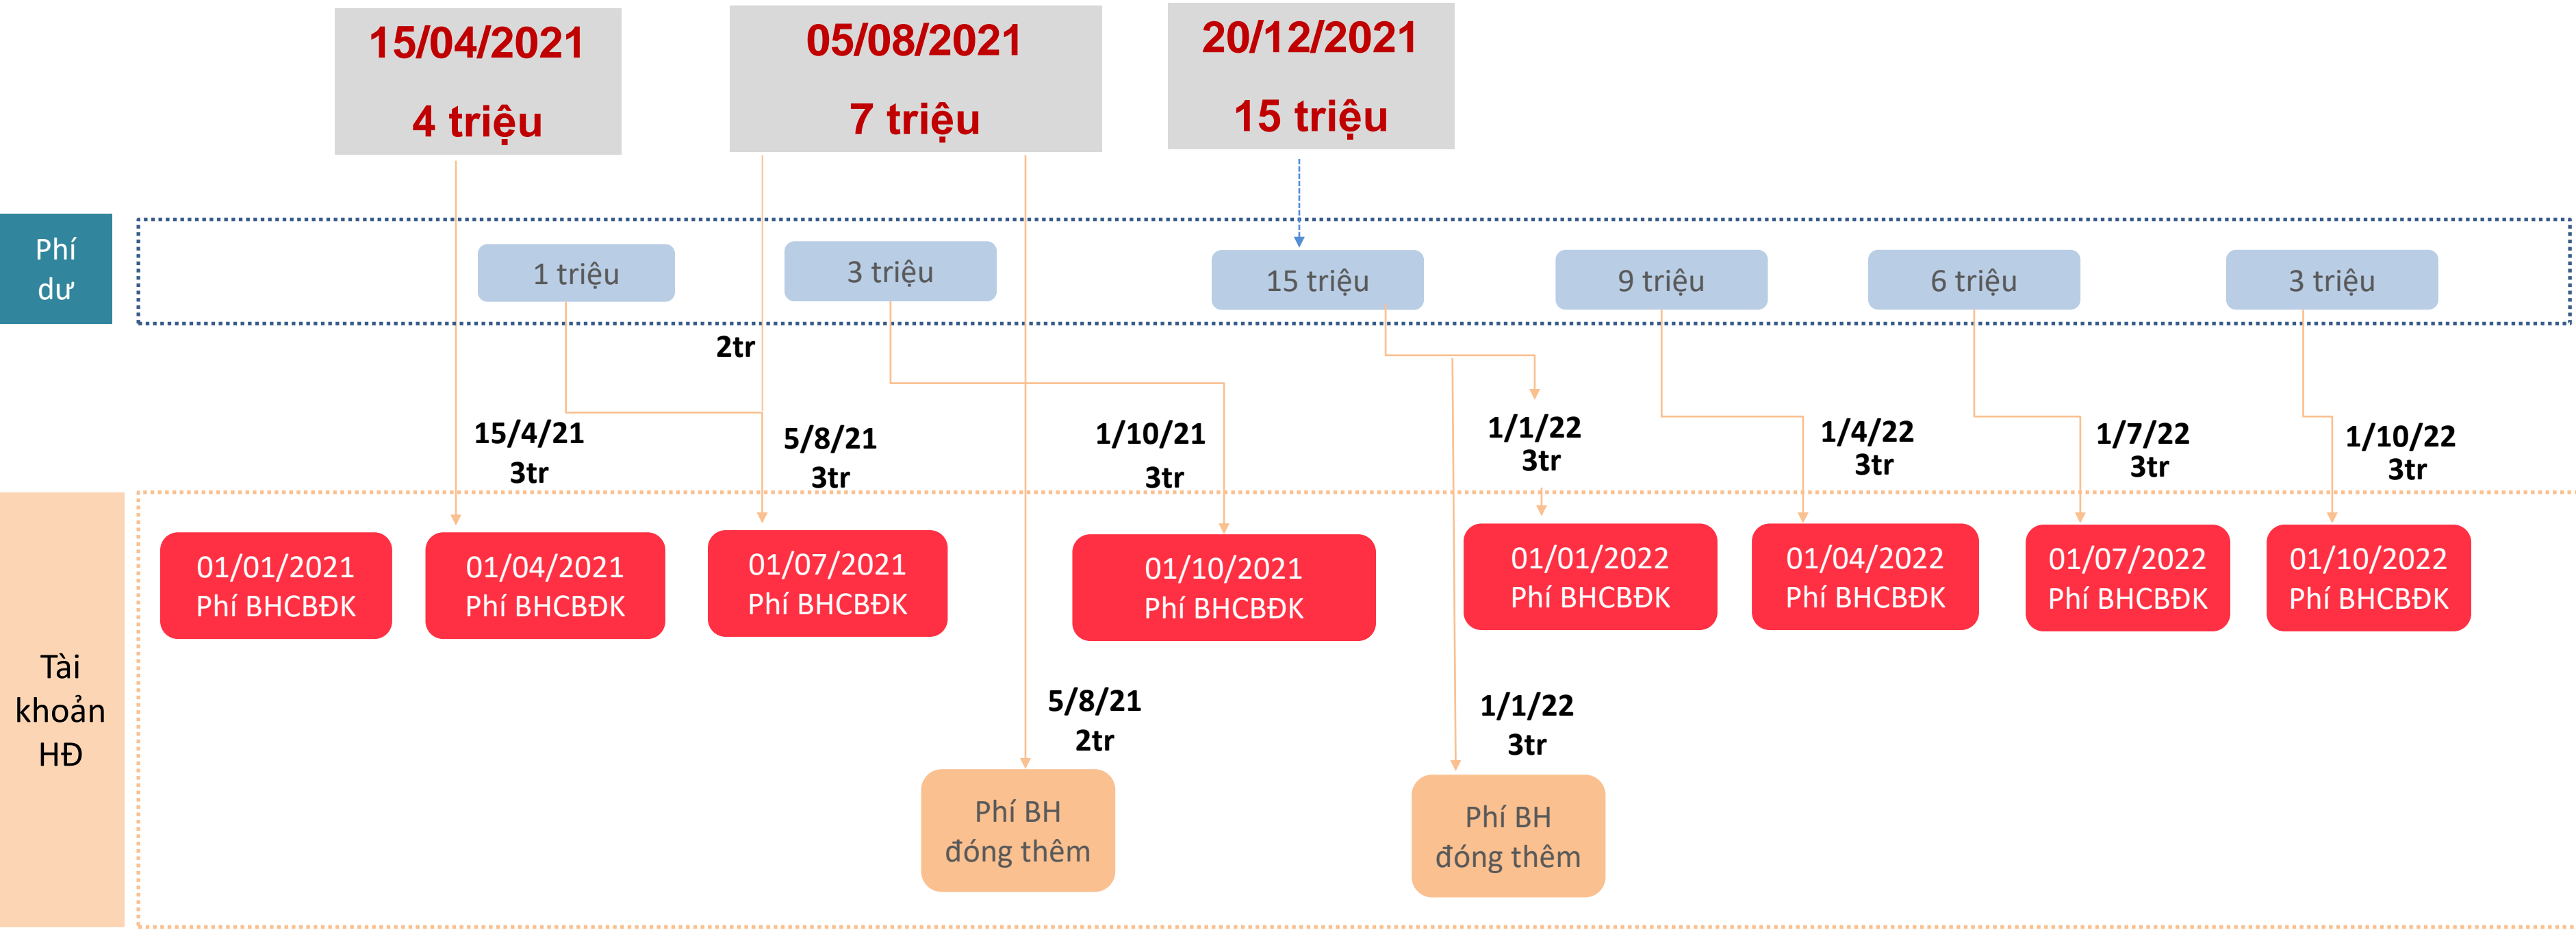 15/04/2021
4 triệu
05/08/2021
7 triệu
20/12/2021
15 triệu
Phí
dư
1 triệu
3 triệu
15 triệu
9 triệu
6 triệu
3 triệu
2tr
15/4/21
3tr
5/8/21
3tr
1/10/21
3tr
1/1/22
3tr
1/4/22
3tr
1/7/22
3tr
1/10/22
3tr
Tài
khoản
HĐ
01/01/2021
Phí BHCBĐK
01/04/2021
Phí BHCBĐK
01/07/2021
Phí BHCBĐK
01/10/2021
Phí BHCBĐK
01/01/2022
Phí BHCBĐK
01/04/2022
Phí BHCBĐK
01/07/2022
Phí BHCBĐK
01/10/2022
Phí BHCBĐK
5/8/21
2tr
1/1/22
3tr
Phí BH
đóng thêm
Phí BH
đóng thêm